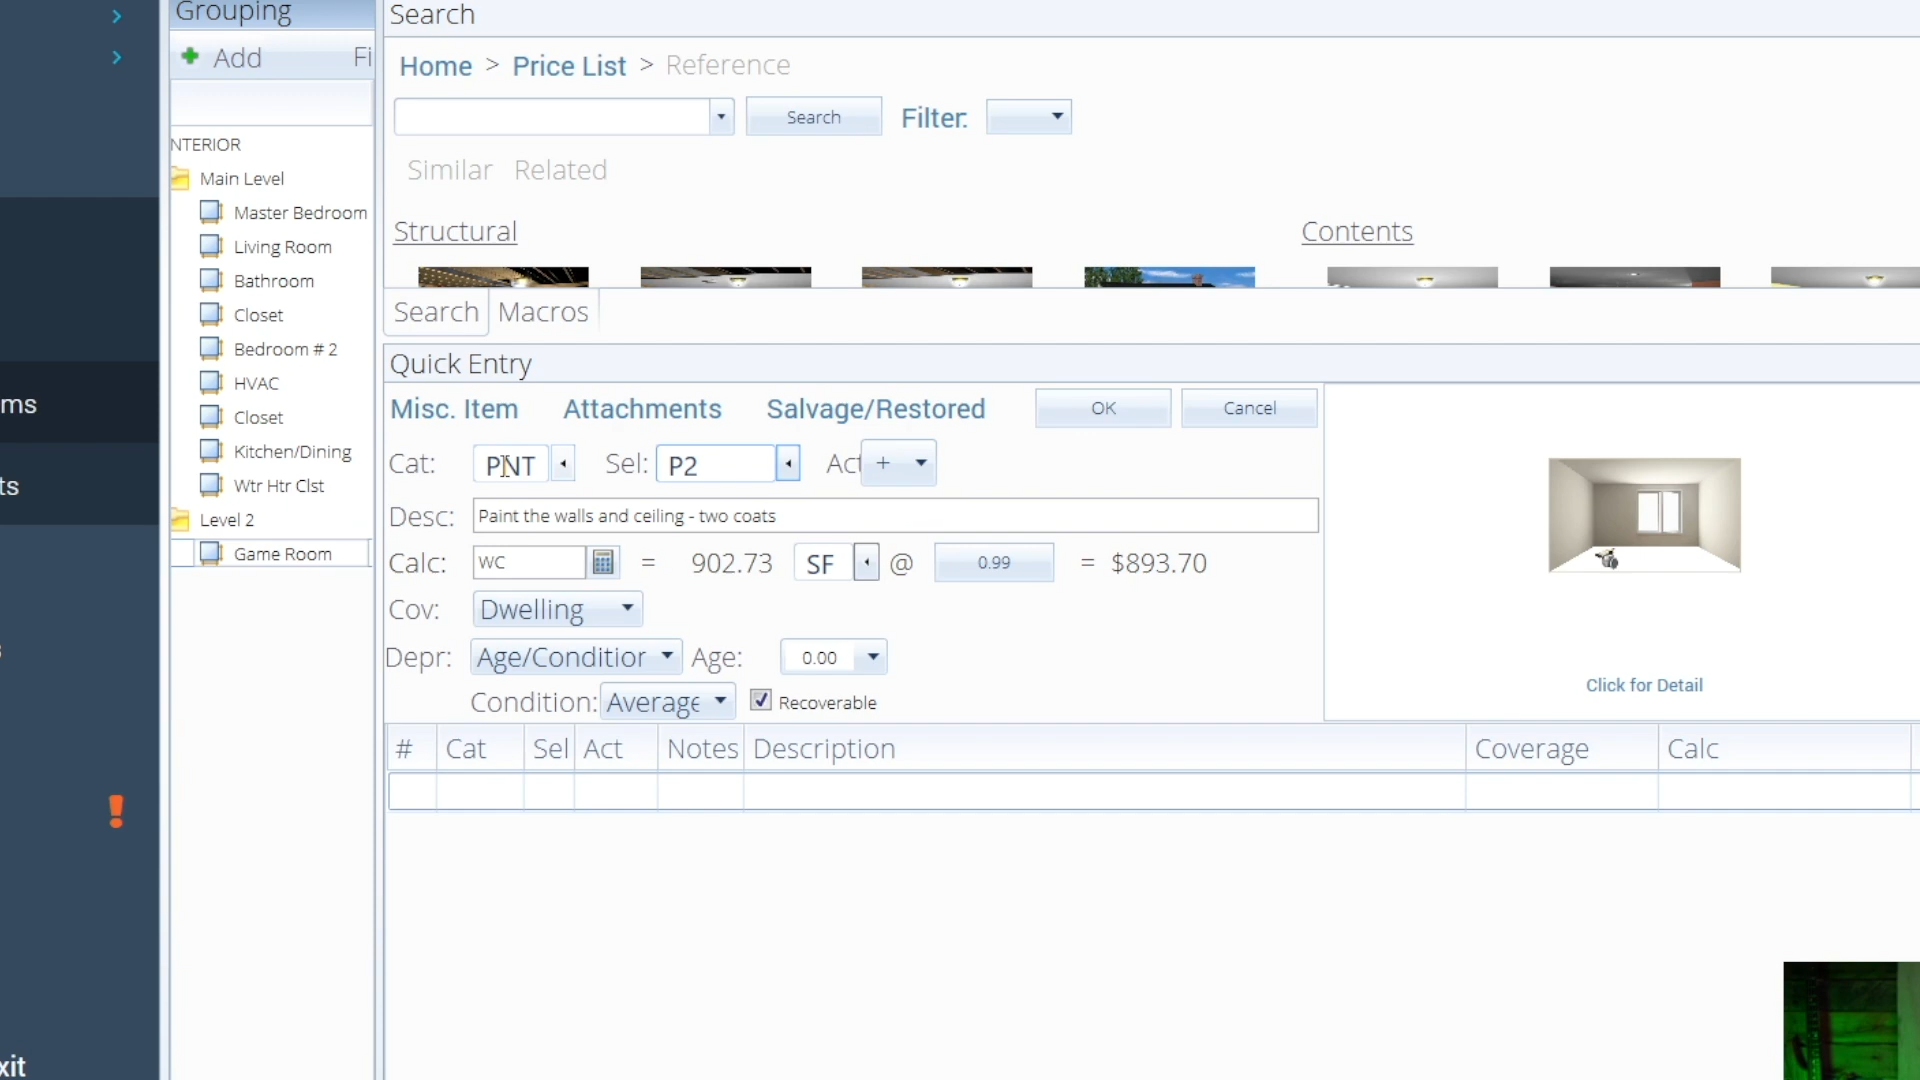 Grouping
Add Fi
NTERIOR
Main Level
Master Bedroom
Living Room
Bathroom
Closet
Bedroom # 2
HVAC
Closet
Kitchen/Dining
Wtr Htr Clst
Level 2
Game Room
ms
ts
xit
Search
Home > Price List > Reference
Search Filter:
Similar Related
Structural Contents
Search Macros
Quick Entry
Misc. Item Attachments Salvage/Restored OK Cancel
Cat: PNT Sel: P2 Act +
Desc: Paint the walls and ceiling - two coats
Calc: WC = 902.73 SF @ 0.99 = $893.70
Cov: Dwelling
Depr: Age/Condition Age: 0.00
Condition: Average Recoverable
Click for Detail
# Cat Sel Act Notes Description Coverage Calc